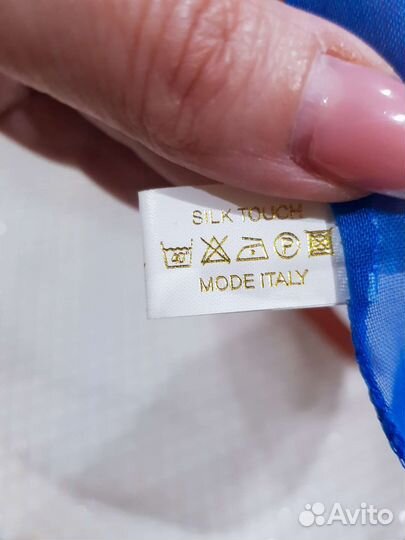 SILK TOUCH
40°
P
MODE ITALY
Avito